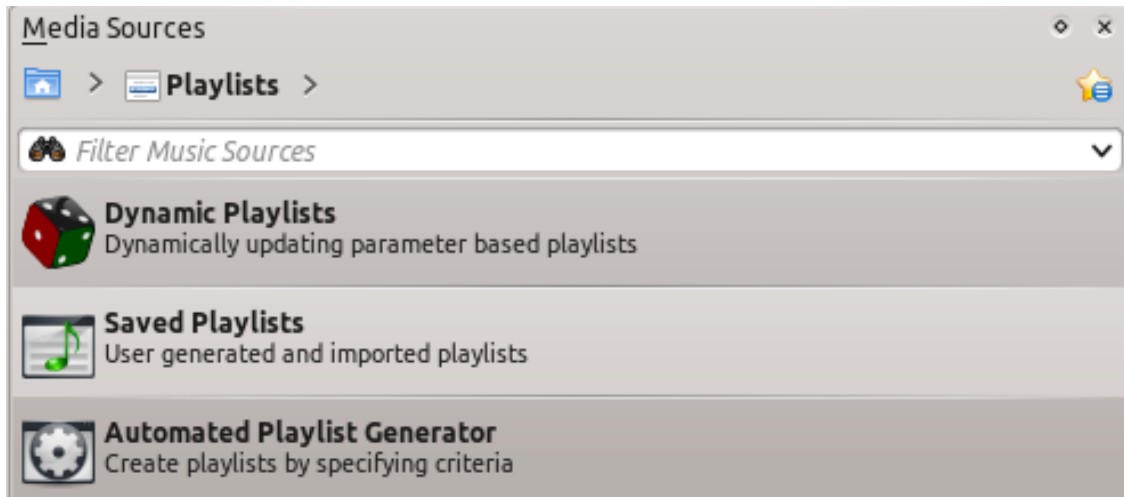 Media Sources
> Playlists >
Filter Music Sources
Dynamic Playlists
Dynamically updating parameter based playlists
Saved Playlists
User generated and imported playlists
Automated Playlist Generator
Create playlists by specifying criteria